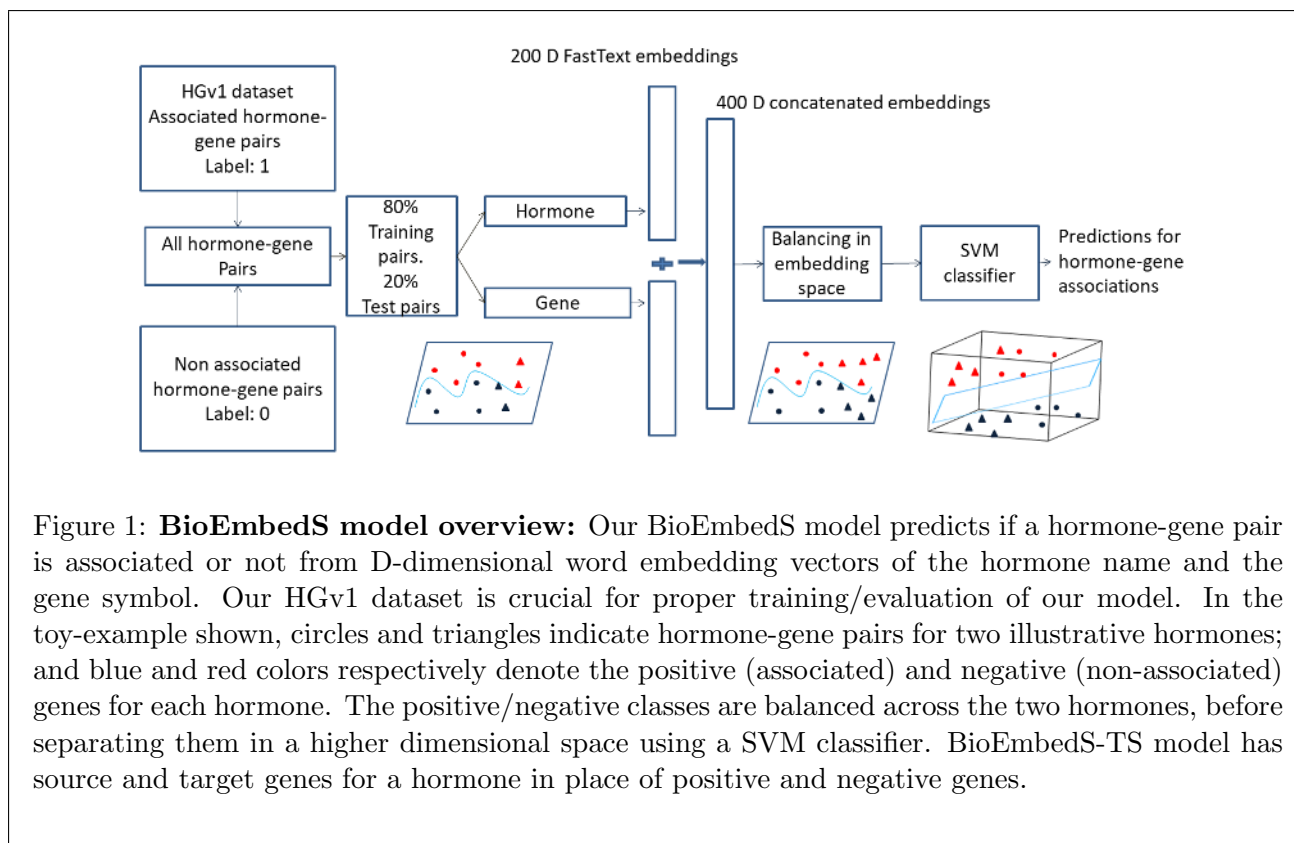 200 D FastText embeddings
HGv1 dataset
Associated hormone-
gene pairs
Label: 1
400 D concatenated embeddings
All hormone-gene
Pairs
80%
Training
pairs.
20%
Test pairs
Hormone
Gene
Balancing in
embedding
space
SVM
classifier
Predictions for
hormone-gene
associations
Non associated
hormone-gene pairs
Label: 0
Figure 1: BioEmbedS model overview: Our BioEmbedS model predicts if a hormone-gene pair
is associated or not from D-dimensional word embedding vectors of the hormone name and the
gene symbol. Our HGv1 dataset is crucial for proper training/evaluation of our model. In the
toy-example shown, circles and triangles indicate hormone-gene pairs for two illustrative hormones;
and blue and red colors respectively denote the positive (associated) and negative (non-associated)
genes for each hormone. The positive/negative classes are balanced across the two hormones, before
separating them in a higher dimensional space using a SVM classifier. BioEmbedS-TS model has
source and target genes for a hormone in place of positive and negative genes.